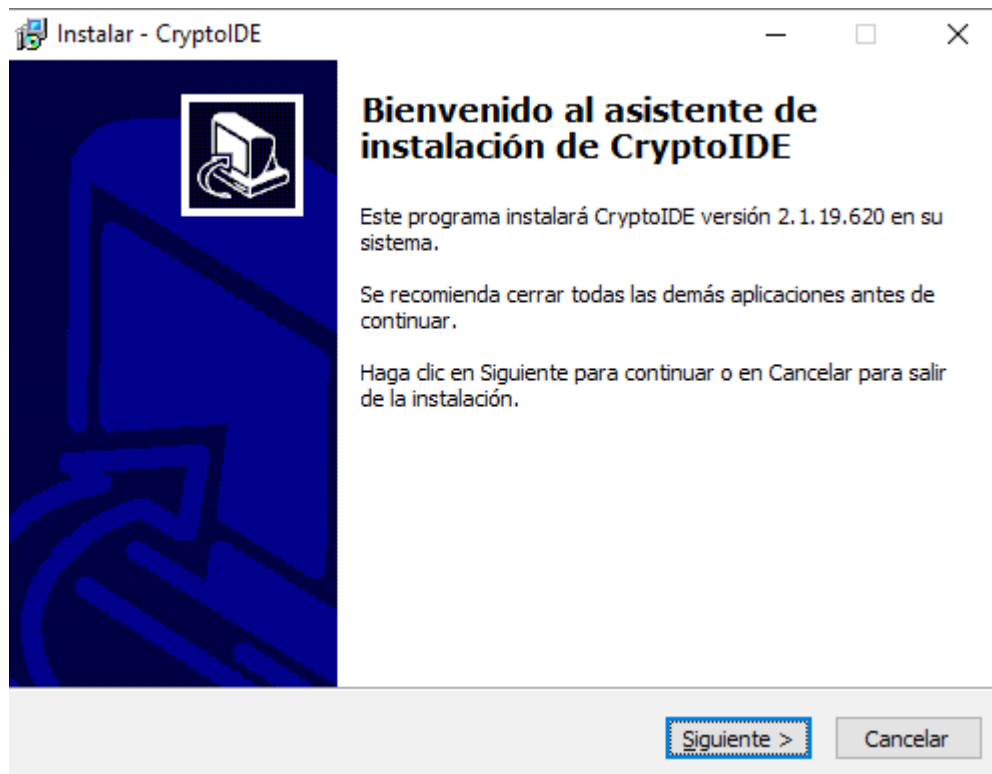 Instalar - CryptoIDE
Bienvenido al asistente de
instalación de CryptoIDE
Este programa instalará CryptoIDE versión 2.1.19.620 en su
sistema.
Se recomienda cerrar todas las demás aplicaciones antes de
continuar.
Haga clic en Siguiente para continuar o en Cancelar para salir
de la instalación.
Siguiente >
Cancelar